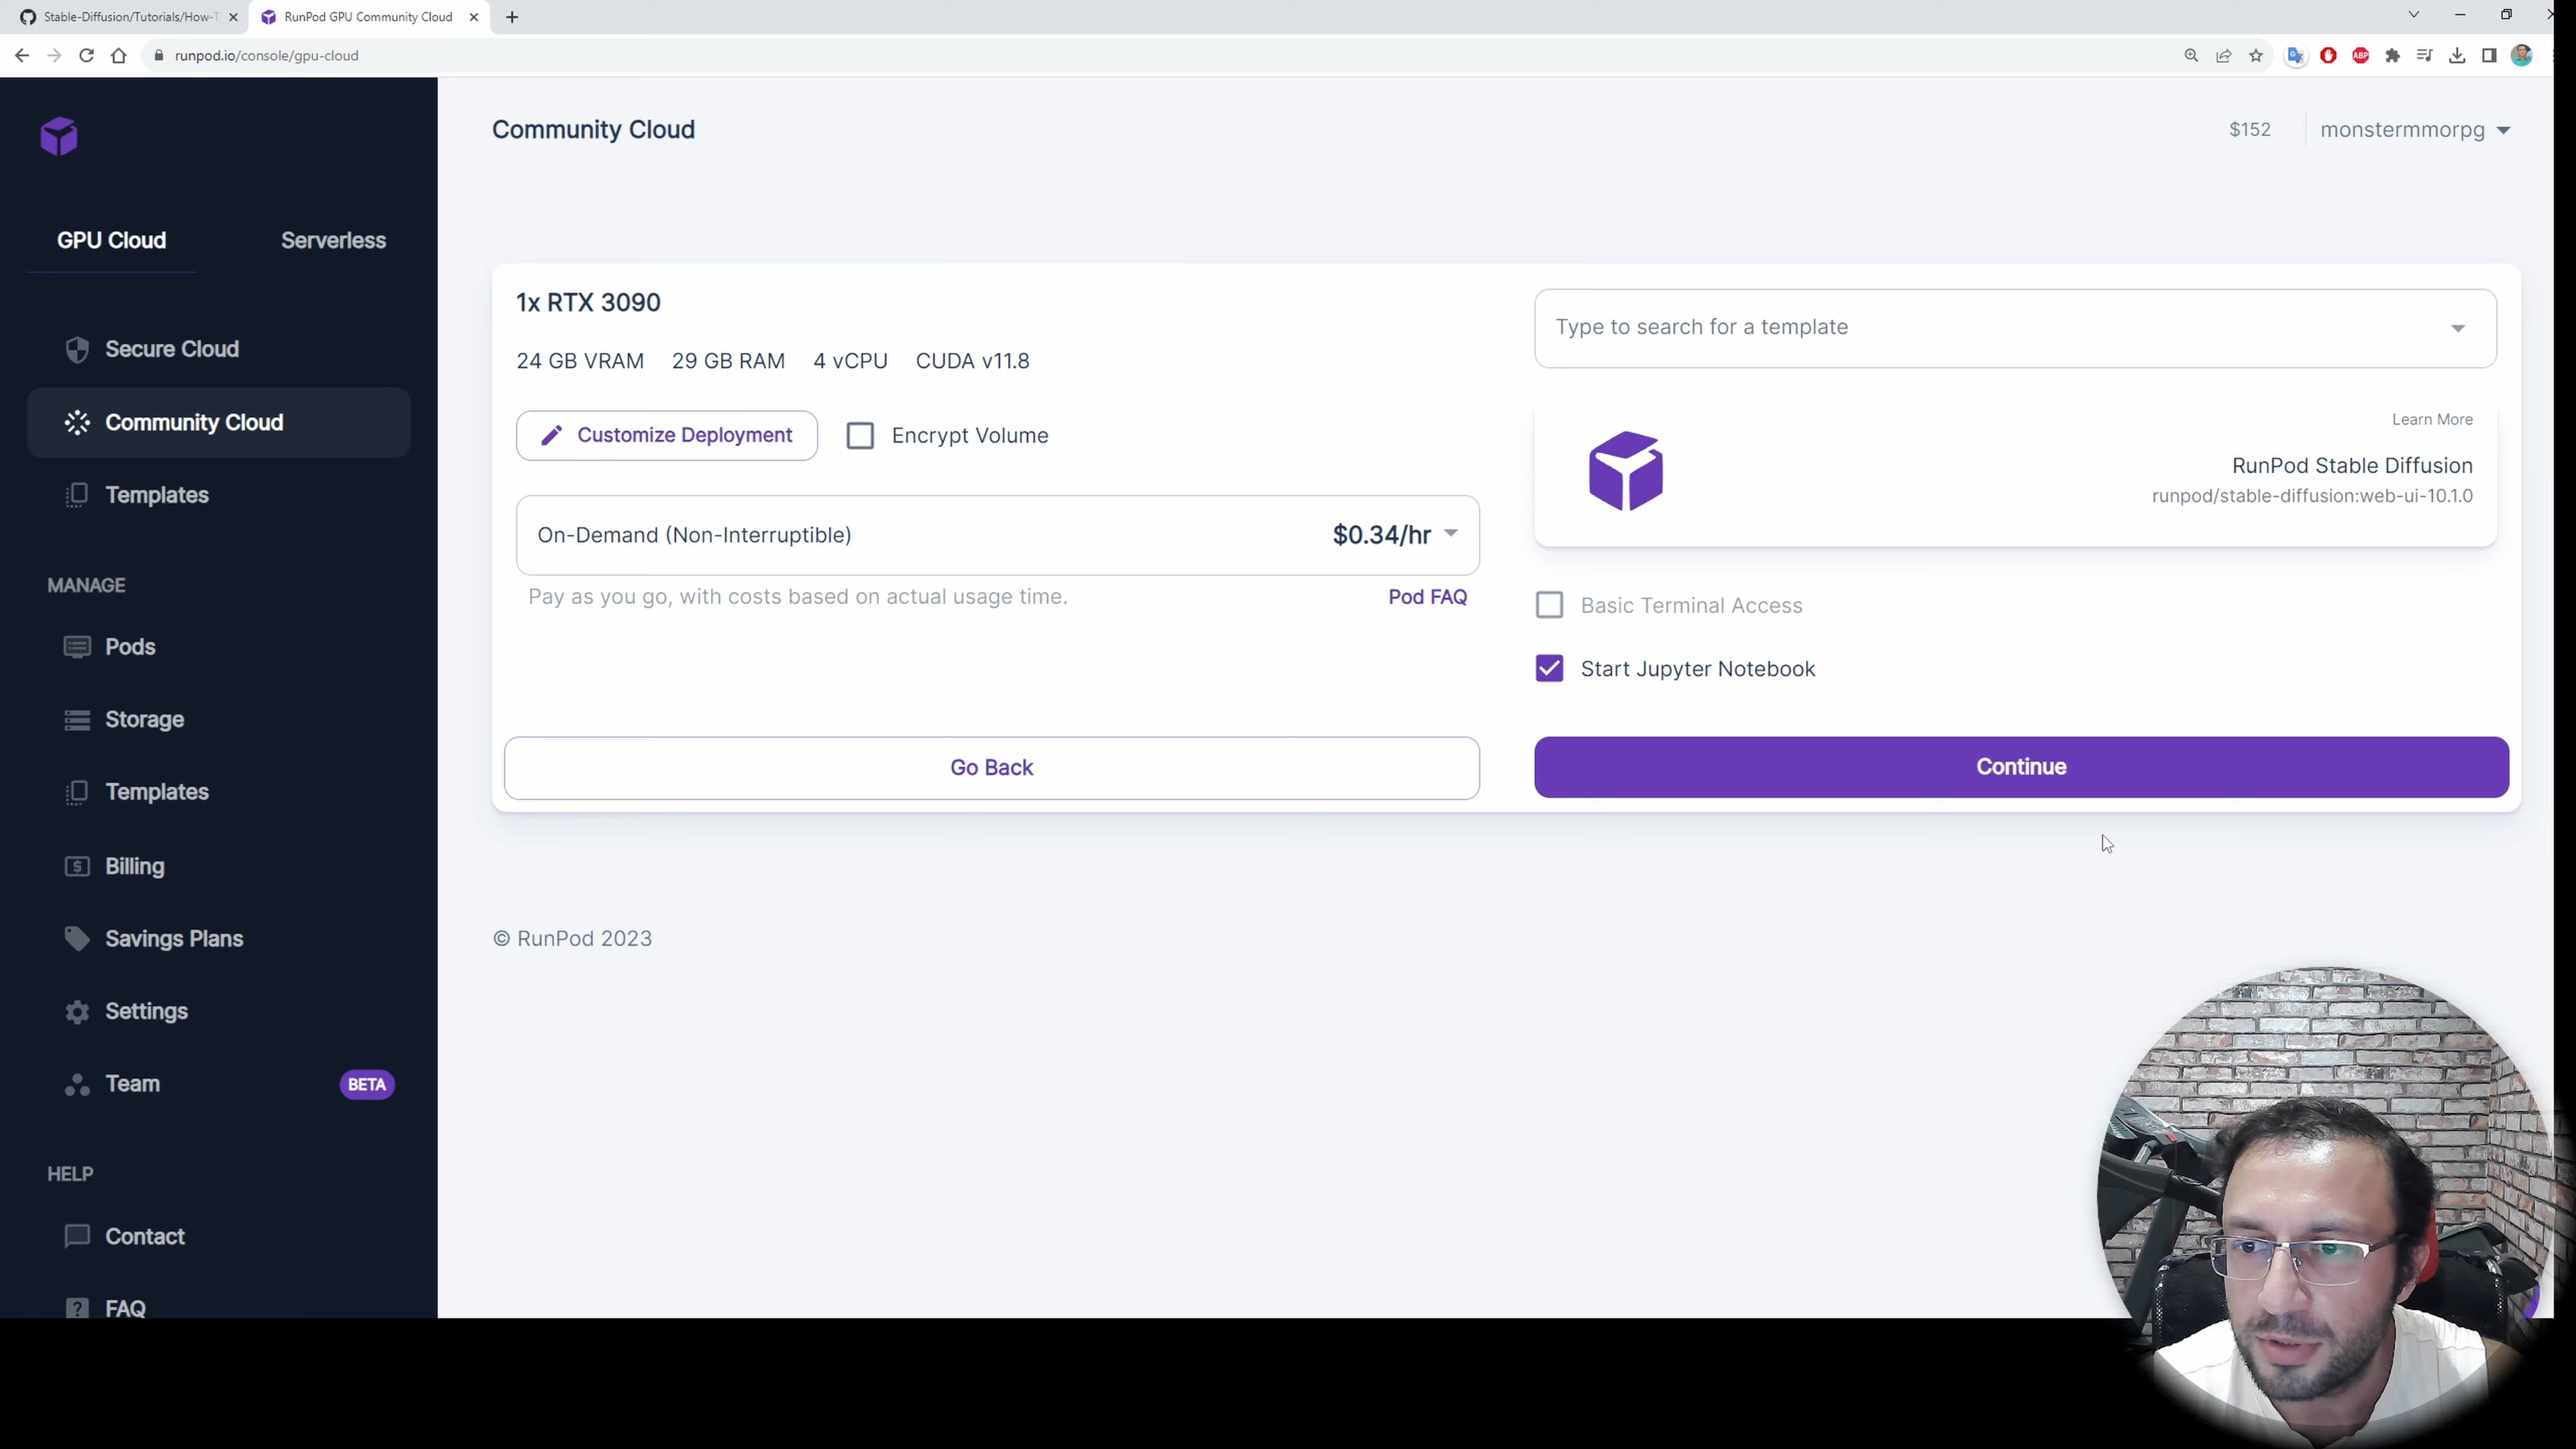 Stable-Diffusion/Tutorials/How-T
RunPod GPU Community Cloud
runpod.io/console/gpu-cloud
ABP
Community Cloud
$152
monstermmorpg
GPU Cloud
Serverless
Secure Cloud
Community Cloud
Templates
MANAGE
Pods
Storage
Templates
Billing
Savings Plans
Settings
Team
BETA
HELP
Contact
FAQ
1x RTX 3090
24 GB VRAM 29 GB RAM 4 vCPU CUDA v11.8
Customize Deployment
Encrypt Volume
On-Demand (Non-Interruptible)
$0.34/hr
Pay as you go, with costs based on actual usage time.
Pod FAQ
Go Back
Type to search for a template
Learn More
RunPod Stable Diffusion
runpod/stable-diffusion:web-ui-10.1.0
Basic Terminal Access
Start Jupyter Notebook
Continue
© RunPod 2023